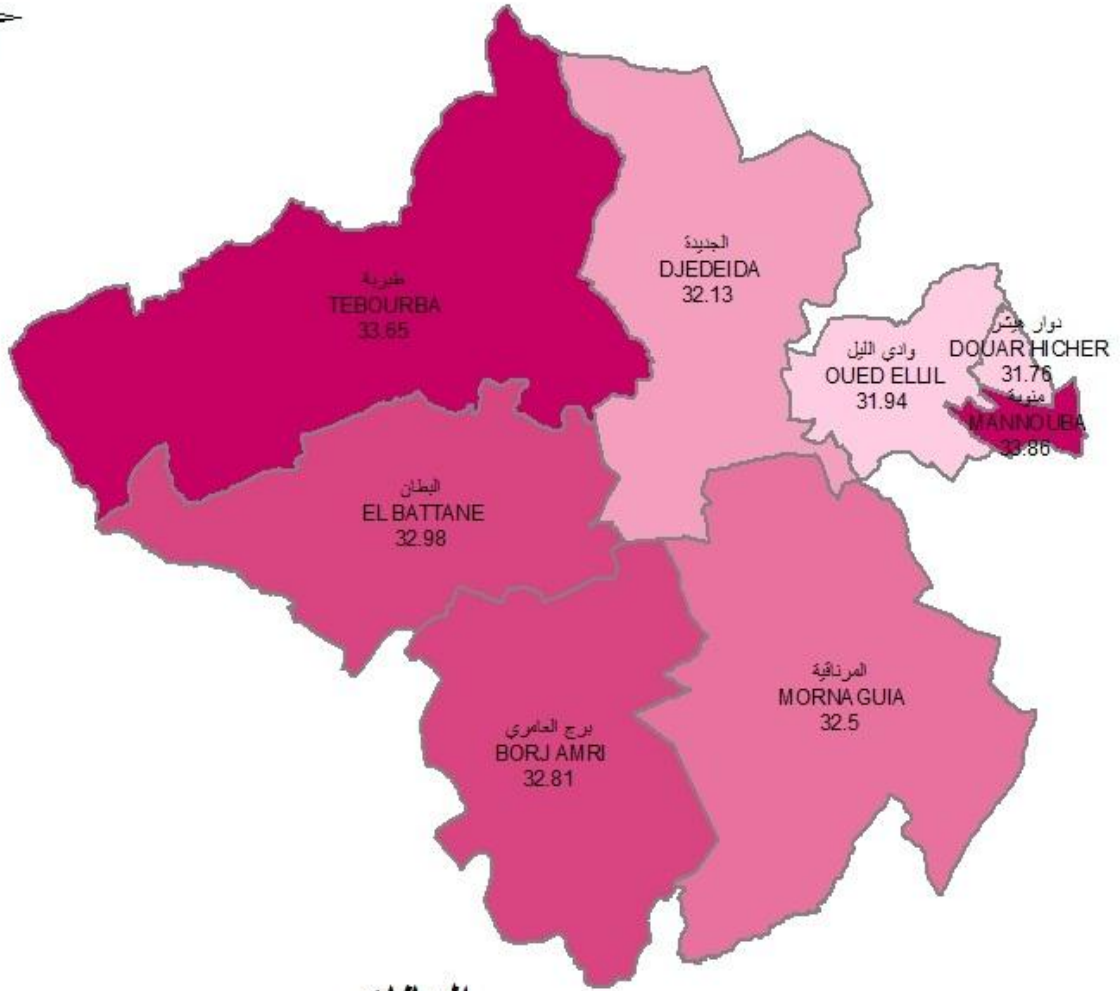 الجديدة
DJEDEIDA
32.13
طبربة
TEBOURBA
33.65
دوار هيشر
DOUAR HICHER
31.76
وادي الليل
OUED ELLIL
31.94
منوبة
MANNOUBA
33.86
البطان
EL BATTANE
32.98
المرناقية
MORNAGUIA
32.5
برج العامري
BORJ AMRI
32.81